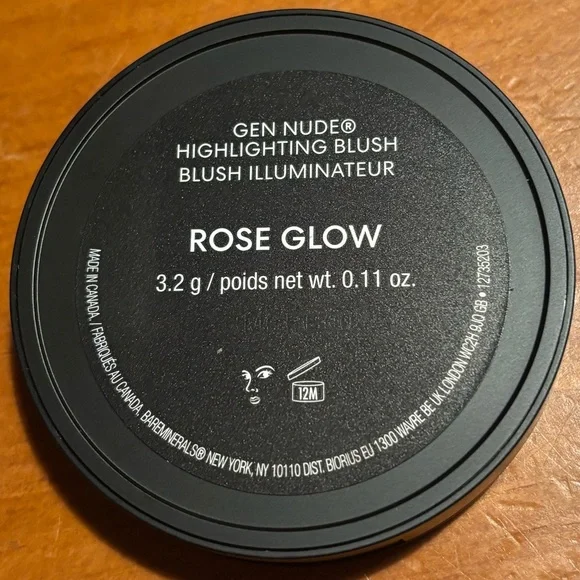 GEN NUDE®
HIGHLIGHTING BLUSH
BLUSH ILLUMINATEUR
ROSE GLOW
3.2 g / poids net wt. 0.11 oz.
12M
MADE IN CANADA. / FABRIQUÉS AU CANADA. BAREMINERALS® NEW YORK, NY 10110 DIST. BIORIUS EU 1300 WAVRE BE UK LONDON WC2H 9JQ GB • 12735203